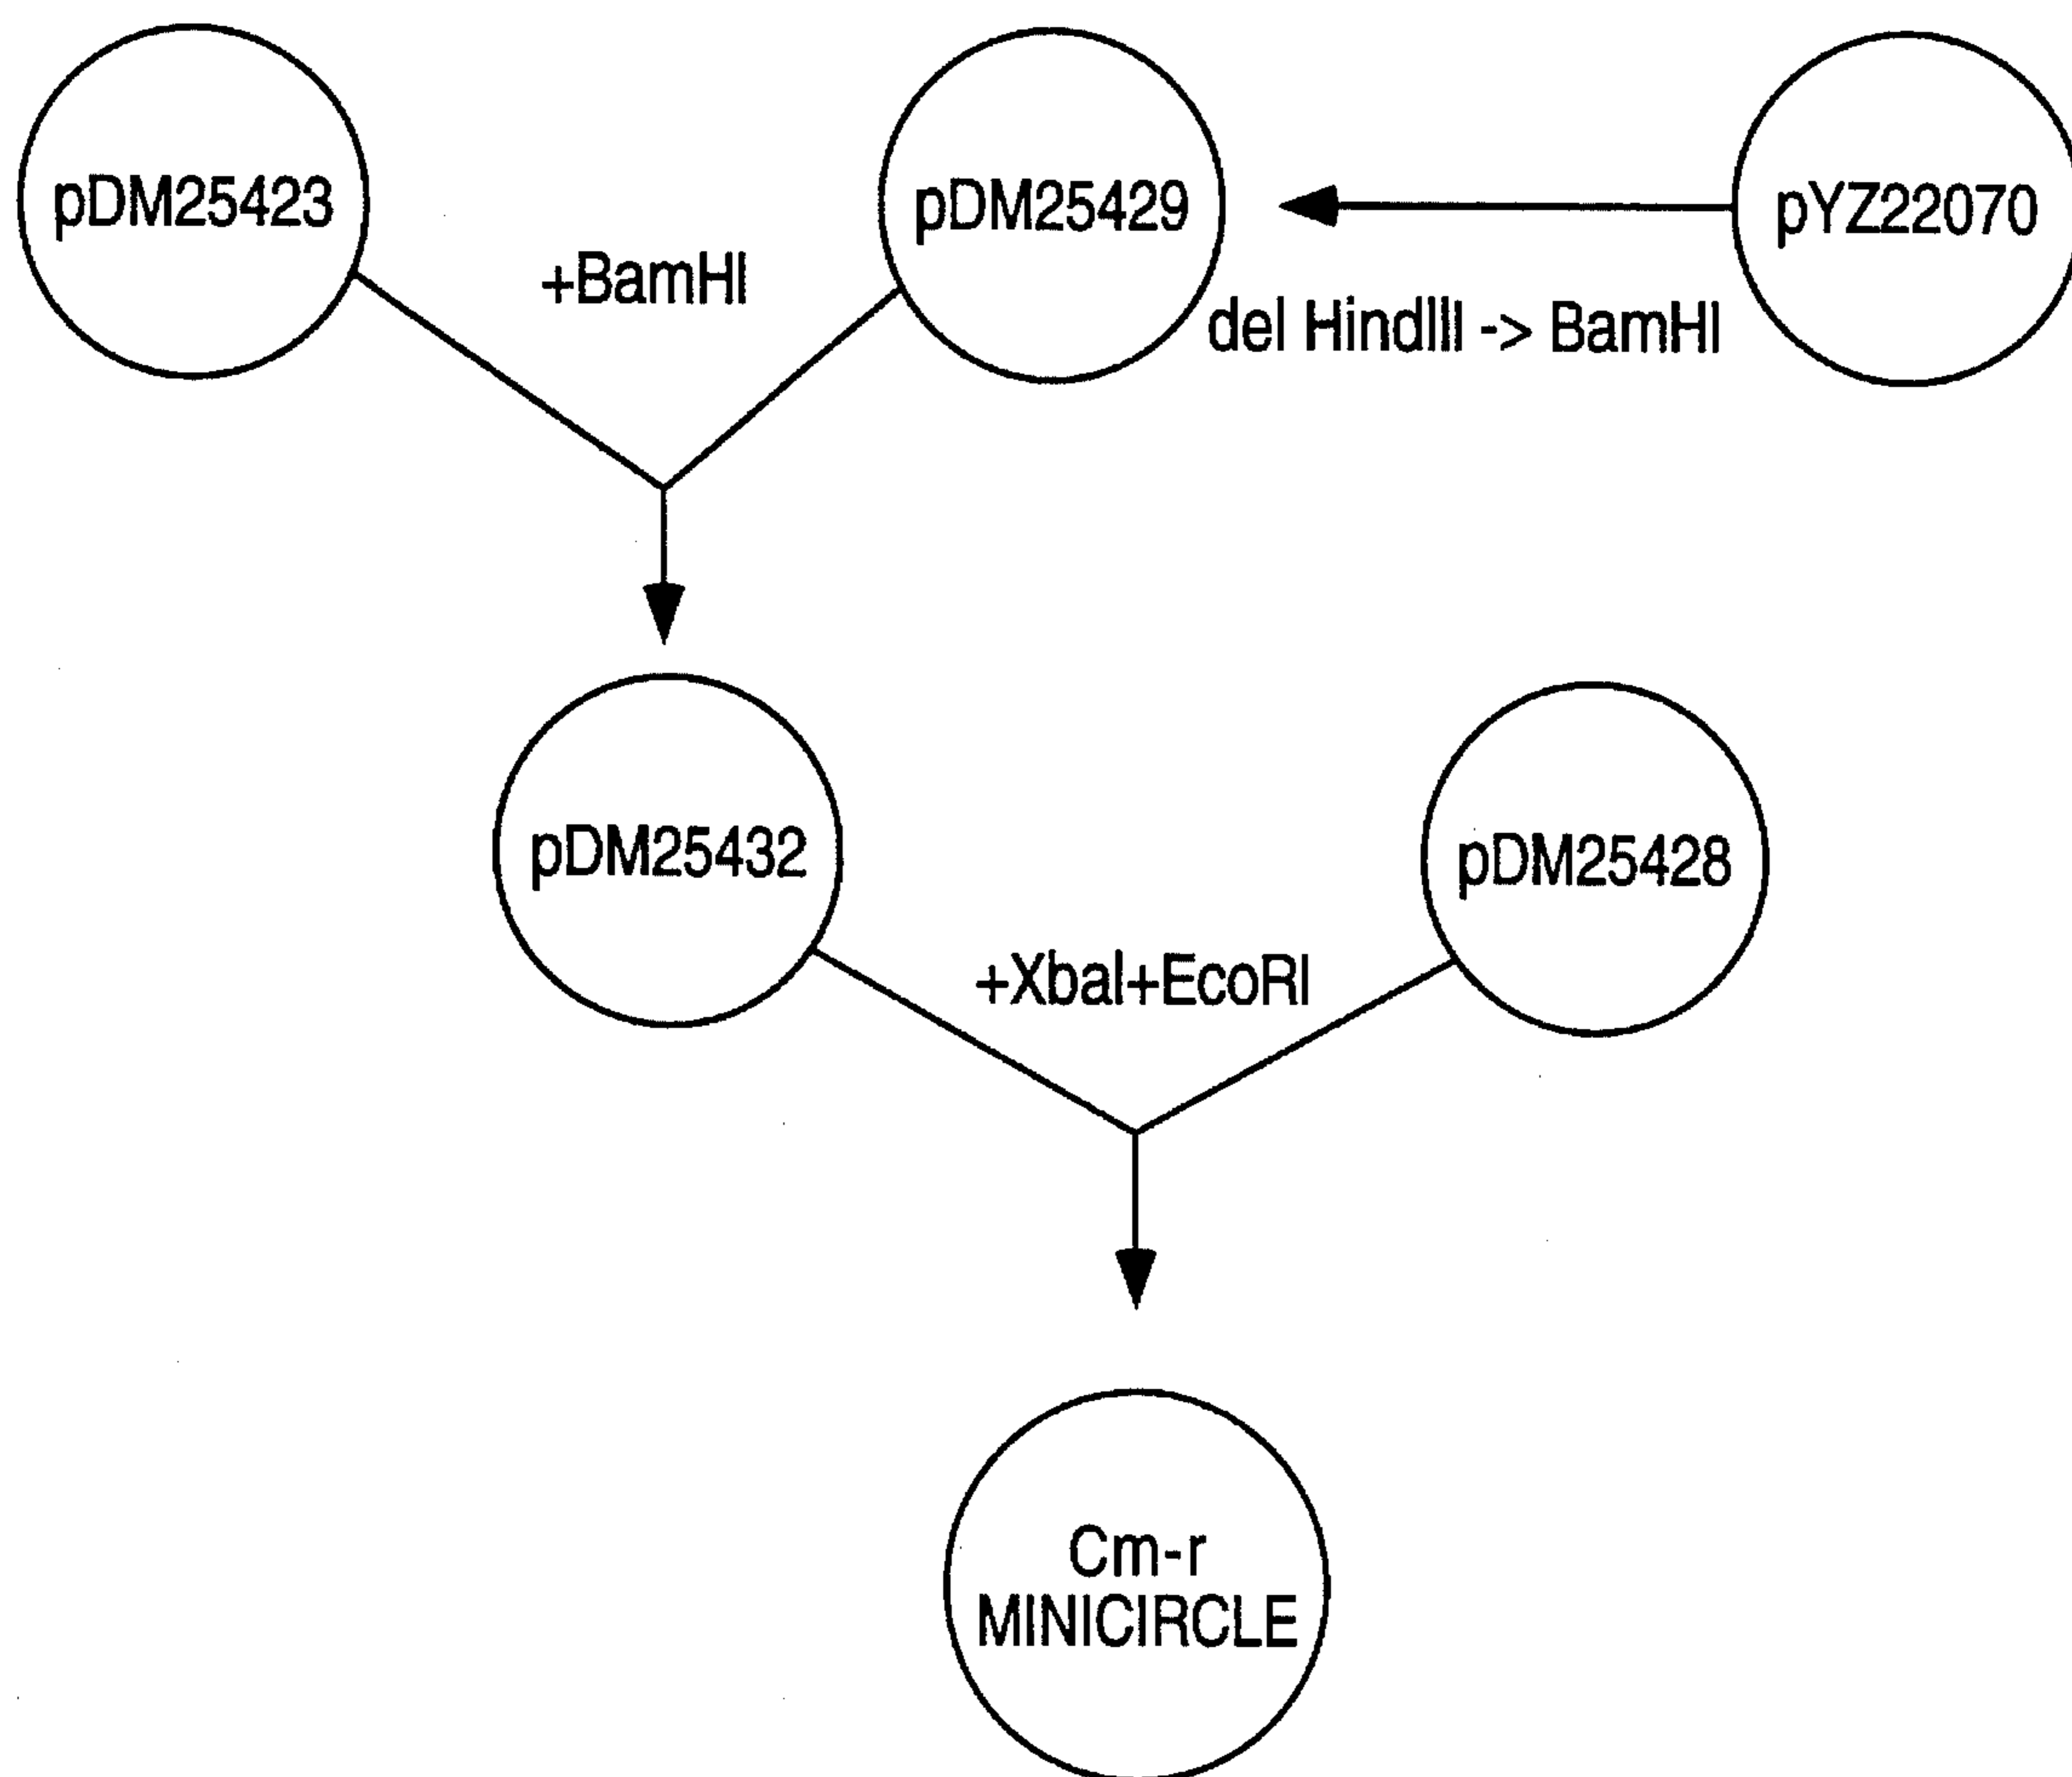 pDM25423
pDM25429
pYZ22070
+BamHI
del HindIII -> BamHI
pDM25432
pDM25428
+XbaI+EcoRI
Cm-r
MINICIRCLE